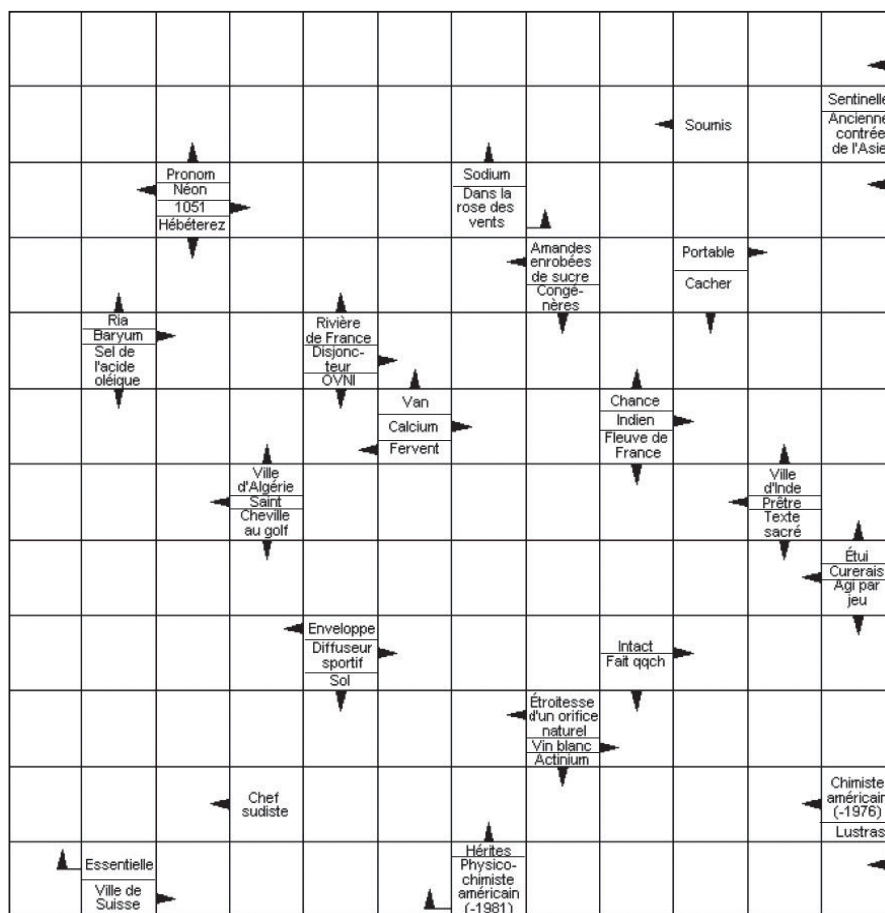 Soumis
Sentinelle
Ancienne
contrée
de l'Asie
Pronom
Néon
1051
Hébéterez
Sodium
Dans la
rose des
vents
Amandes
enrobées
de sucre
Congé-
nères
Portable
Cacher
Ria
Baryum
Sel de
l'acide
oléique
Rivière
de France
Disjonc-
teur
OVNI
Van
Calcium
Fervent
Chance
Indien
Fleuve de
France
Ville
d'Algérie
Saint
Cheville
au golf
Ville
d'Inde
Prêtre
Texte
sacré
Étui
Curerais
Agi par
jeu
Enveloppe
Diffuseur
sportif
Sol
Intact
Fait qqch
Étroitesse
d'un orifice
naturel
Vin blanc
Actinium
Chef
sudiste
Chimiste
américain
(-1976)
Lustras
Essentielle
Ville de
Suisse
Hérites
Physico-
chimiste
américain
(-1981)